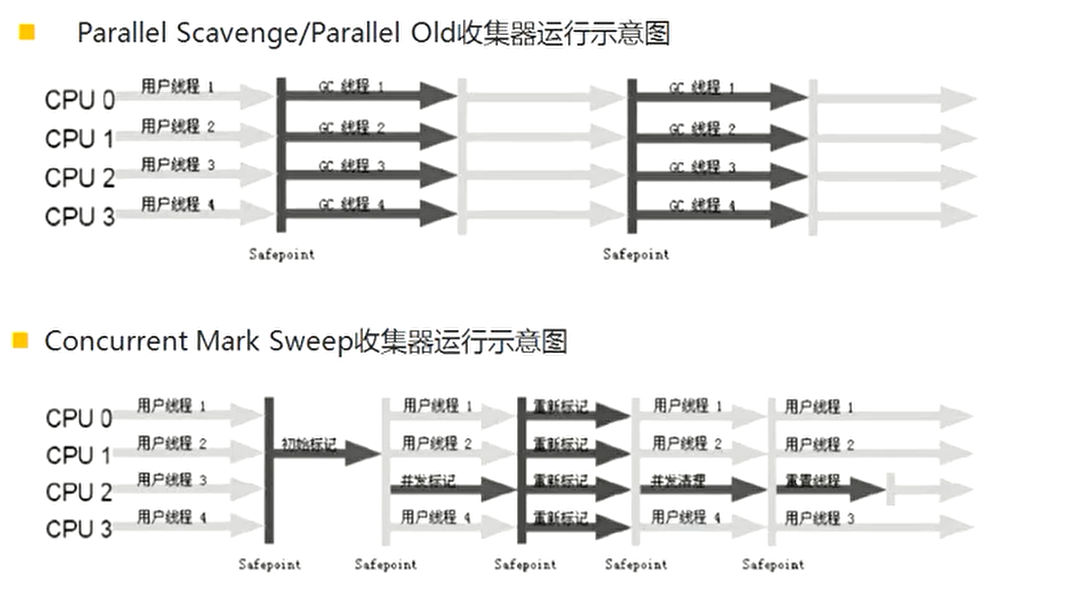 Parallel Scavenge/Parallel Old收集器运行示意图
CPU 0 用户线程 1 GC 线程 1 GC 线程 1
CPU 1 用户线程 2 GC 线程 2 GC 线程 2
CPU 2 用户线程 3 GC 线程 3 GC 线程 3
CPU 3 用户线程 4 GC 线程 4 GC 线程 4
Safepoint Safepoint
Concurrent Mark Sweep收集器运行示意图
CPU 0 用户线程 1 用户线程 1 重新标记 用户线程 1 用户线程 1
CPU 1 用户线程 2 初始标记 用户线程 2 重新标记 用户线程 2 用户线程 2
CPU 2 用户线程 3 并发标记 重新标记 并发清理 重置线程
CPU 3 用户线程 4 用户线程 4 重新标记 用户线程 4 用户线程 3
Safepoint Safepoint Safepoint Safepoint Safepoint